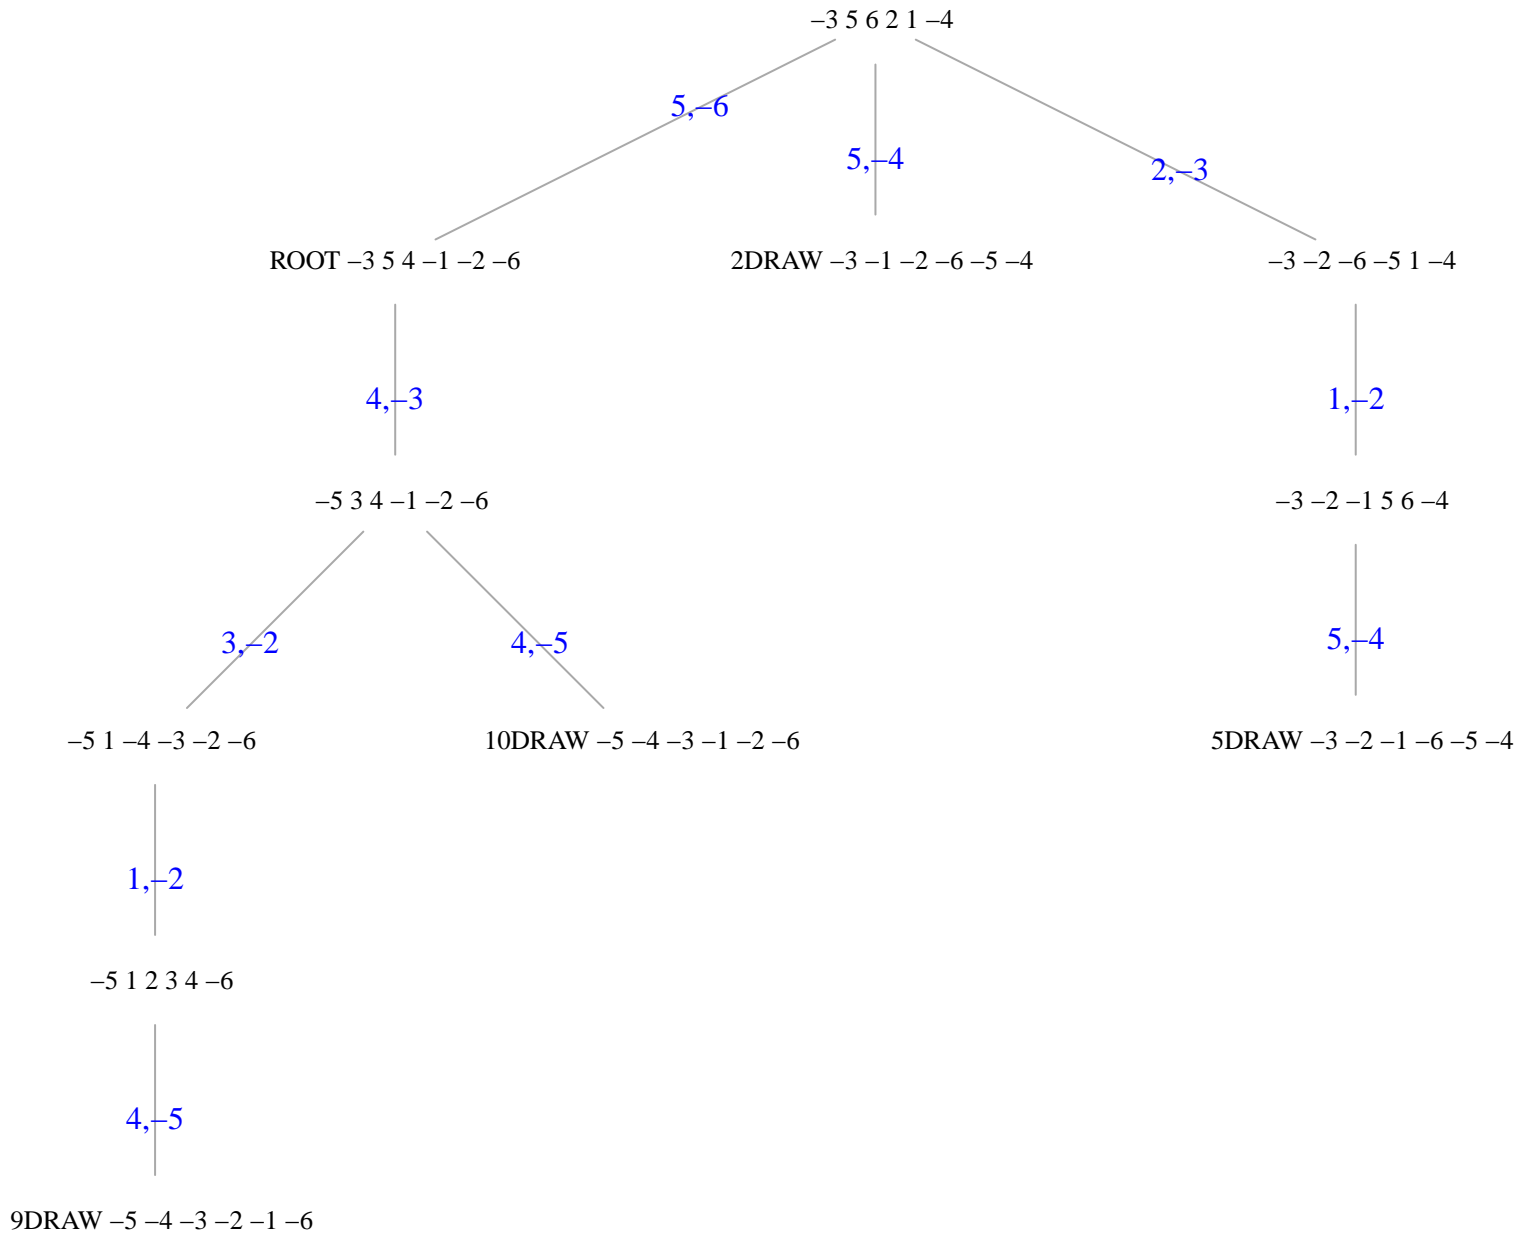 –3 5 6 2 1 –4
5,–6
5,–4
2,–3
ROOT –3 5 4 –1 –2 –6
2DRAW –3 –1 –2 –6 –5 –4
–3 –2 –6 –5 1 –4
4,–3
1,–2
–5 3 4 –1 –2 –6
–3 –2 –1 5 6 –4
3,–2
4,–5
5,–4
–5 1 –4 –3 –2 –6
10DRAW –5 –4 –3 –1 –2 –6
5DRAW –3 –2 –1 –6 –5 –4
1,–2
–5 1 2 3 4 –6
4,–5
9DRAW –5 –4 –3 –2 –1 –6